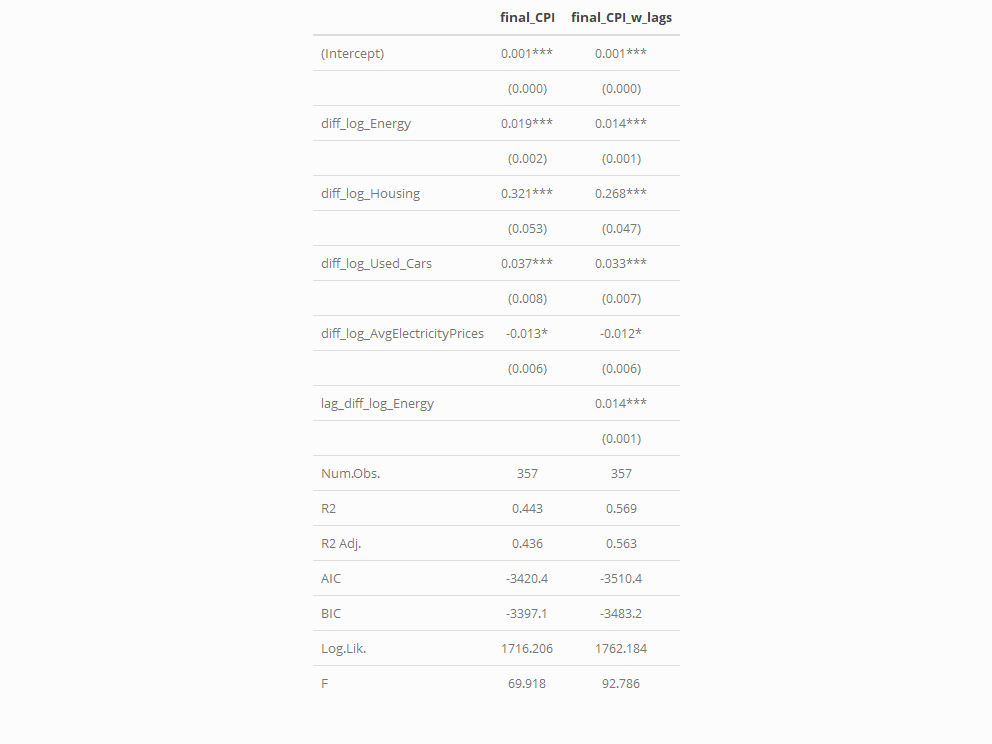 final_CPI final_CPI_w_lags
(Intercept) 0.001*** 0.001***
(0.000) (0.000)
diff_log_Energy 0.019*** 0.014***
(0.002) (0.001)
diff_log_Housing 0.321*** 0.268***
(0.053) (0.047)
diff_log_Used_Cars 0.037*** 0.033***
(0.008) (0.007)
diff_log_AvgElectricityPrices -0.013* -0.012*
(0.006) (0.006)
lag_diff_log_Energy 0.014***
(0.001)
Num.Obs. 357 357
R2 0.443 0.569
R2 Adj. 0.436 0.563
AIC -3420.4 -3510.4
BIC -3397.1 -3483.2
Log.Lik. 1716.206 1762.184
F 69.918 92.786